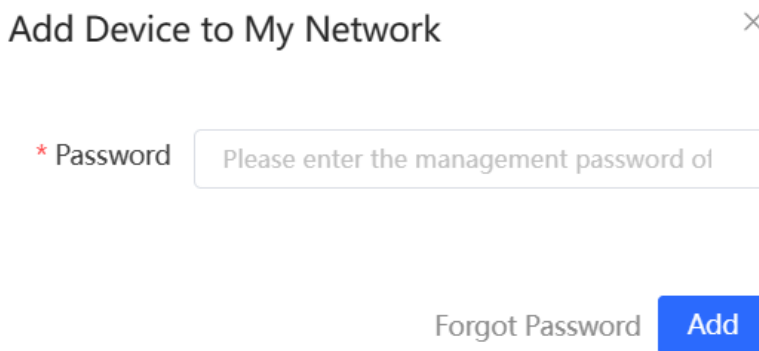 Add Device to My Network
* Password Please enter the management password of
Forgot Password Add